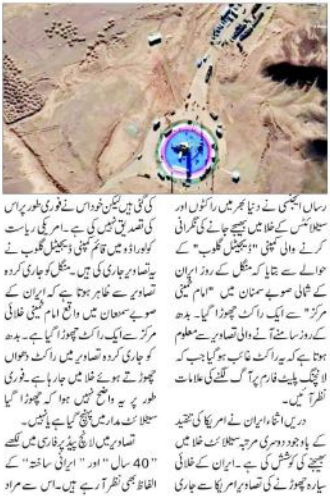 رساں ایجنسی نے دنیا بھر میں راکٹوں اور
سیٹلائٹس کے خلا میں بھیجے جانے کی نگرانی
کرنے والی کمپنی "ڈیجیٹل گلوب" کے
حوالے سے بتایا کہ منگل کے روز ایران
کے شمالی صوبے سمنان میں "امام خمینی
مرکز" سے ایک راکٹ چھوڑا گیا۔ بدھ
کے روز سامنے آنے والی تصاویر سے معلوم
ہوتا ہے کہ یہ راکٹ غائب ہو گیا جب کہ
لانچنگ پلیٹ فارم پر آگ لگنے کی علامات
نظر آئیں۔
دریں اثناء ایران نے امریکا کی تنقید
کے باوجود دوسری مرتبہ سیٹلائٹ خلا میں
بھیجنے کی کوشش کی ہے۔ ایران کے خلائی
سیارہ چھوڑنے کی تصاویر امریکا سے جاری
کی گئی ہیں لیکن خود اس نے فوری طور پر اس
کی تصدیق نہیں کی ہے۔ امریکی ریاست
کولوراڈو میں قائم کمپنی ڈیجیٹل گلوب نے
یہ تصاویر جاری کی ہیں۔ منگل کو جاری کردہ
تصاویر سے ظاہر ہوتا ہے کہ ایران کے
صوبے سمنعان میں واقع امام خمینی خلائی
مرکز سے ایک راکٹ چھوڑا گیا ہے۔ بدھ
کو جاری کردہ تصاویر میں راکٹ دھواں
چھوڑتے ہوئے خلا میں جا رہا ہے۔ فوری
طور پر یہ واضح نہیں ہوا کہ چھوڑا گیا
سیٹلائٹ مدار میں پہنچ گیا ہے یا نہیں۔
تصاویر میں لانچ پیڈ پر فارسی میں لکھے
"40 سال" اور "ایرانی ساختہ" کے
الفاظ بھی نظر آ رہے ہیں۔ اس سے مراد